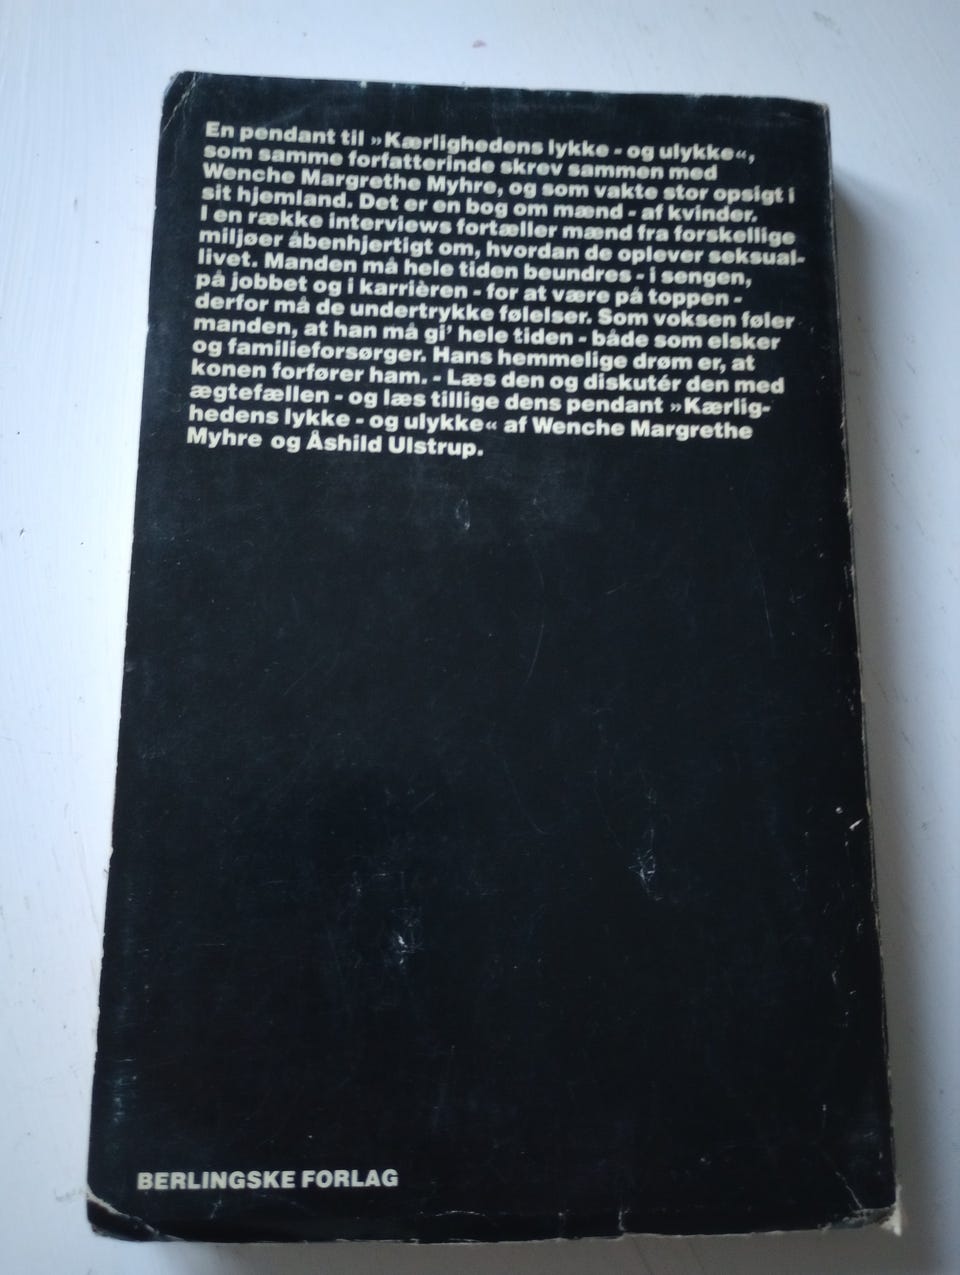 En pendant til »Kærlighedens lykke - og ulykke«,
som samme forfatterinde skrev sammen med
Wenche Margrethe Myhre, og som vakte stor opsigt i
sit hjemland. Det er en bog om mænd - af kvinder.
I en række interviews fortæller mænd fra forskellige
miljøer åbenhjertigt om, hvordan de oplever seksual-
livet. Manden må hele tiden beundres - i sengen,
på jobbet og i karrièren - for at være på toppen -
derfor må de undertrykke følelser. Som voksen føler
manden, at han må gi' hele tiden - både som elsker
og familieforsørger. Hans hemmelige drøm er, at
konen forfører ham. - Læs den og diskutér den med
ægtefællen - og læs tillige dens pendant »Kærlig-
hedens lykke - og ulykke« af Wenche Margrethe
Myhre og Åshild Ulstrup.
BERLINGSKE FORLAG